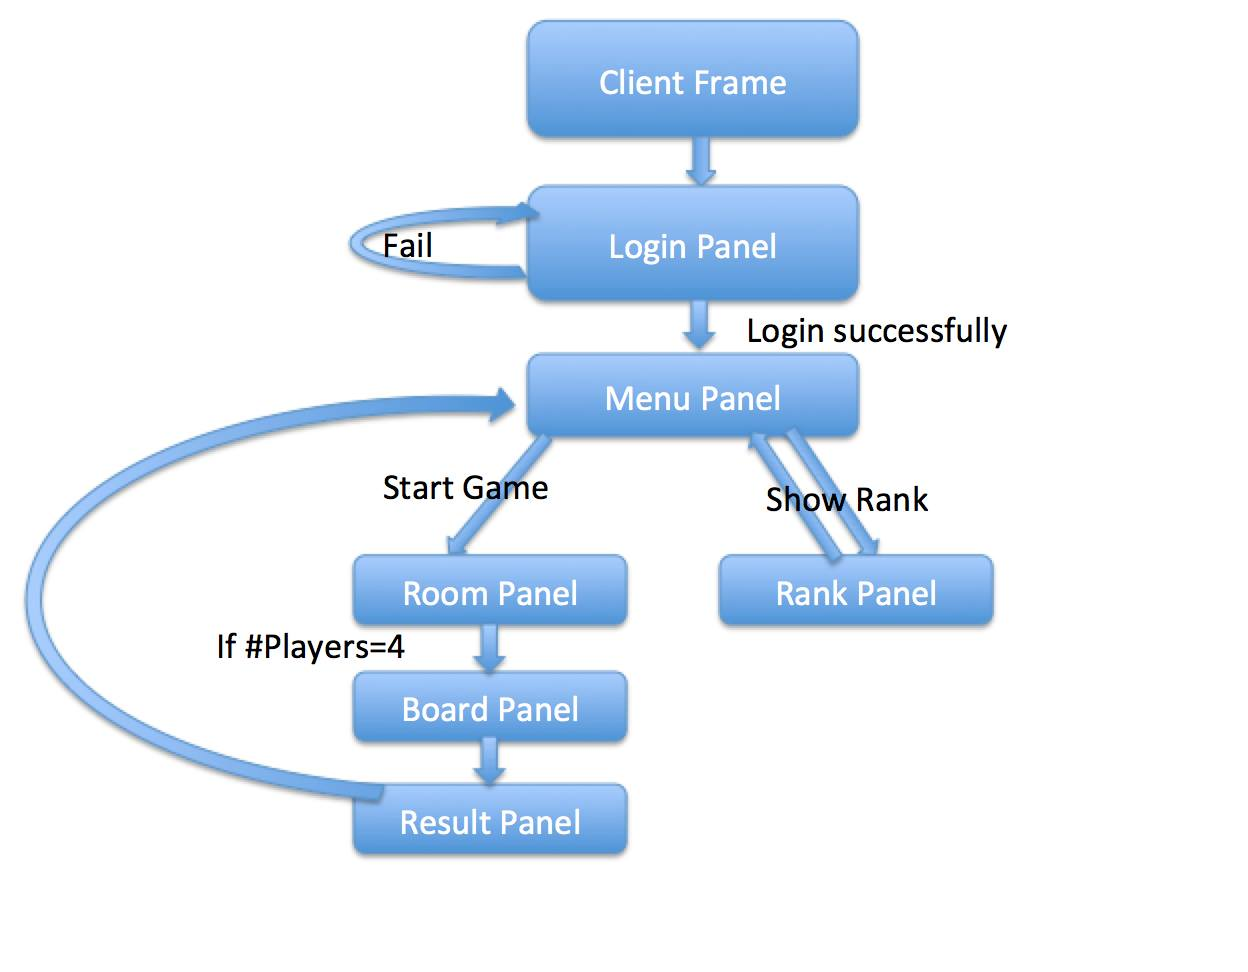 Client Frame
Fail
Login Panel
Login successfully
Menu Panel
Start Game
Show Rank
Room Panel
Rank Panel
If #Players=4
Board Panel
Result Panel